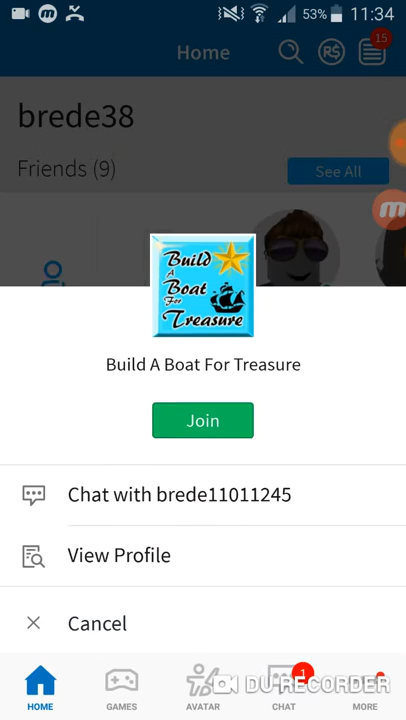 53% 11:34
Home
R$
15
brede38
Friends (9)
See All
Build
A
Boat
For
Treasure
Build A Boat For Treasure
Join
Chat with brede11011245
View Profile
Cancel
1
DU RECORDER
HOME GAMES AVATAR CHAT MORE